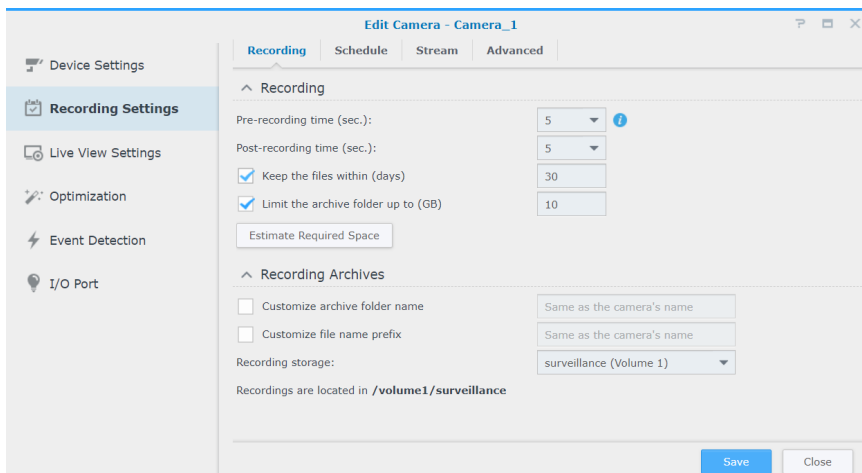 Edit Camera - Camera_1
?
Device Settings
Recording Settings
Live View Settings
Optimization
Event Detection
I/O Port
Recording Schedule Stream Advanced
Recording
Pre-recording time (sec.): 5 i
Post-recording time (sec.): 5
Keep the files within (days) 30
Limit the archive folder up to (GB) 10
Estimate Required Space
Recording Archives
Customize archive folder name Same as the camera's name
Customize file name prefix Same as the camera's name
Recording storage: surveillance (Volume 1)
Recordings are located in /volume1/surveillance
Save Close